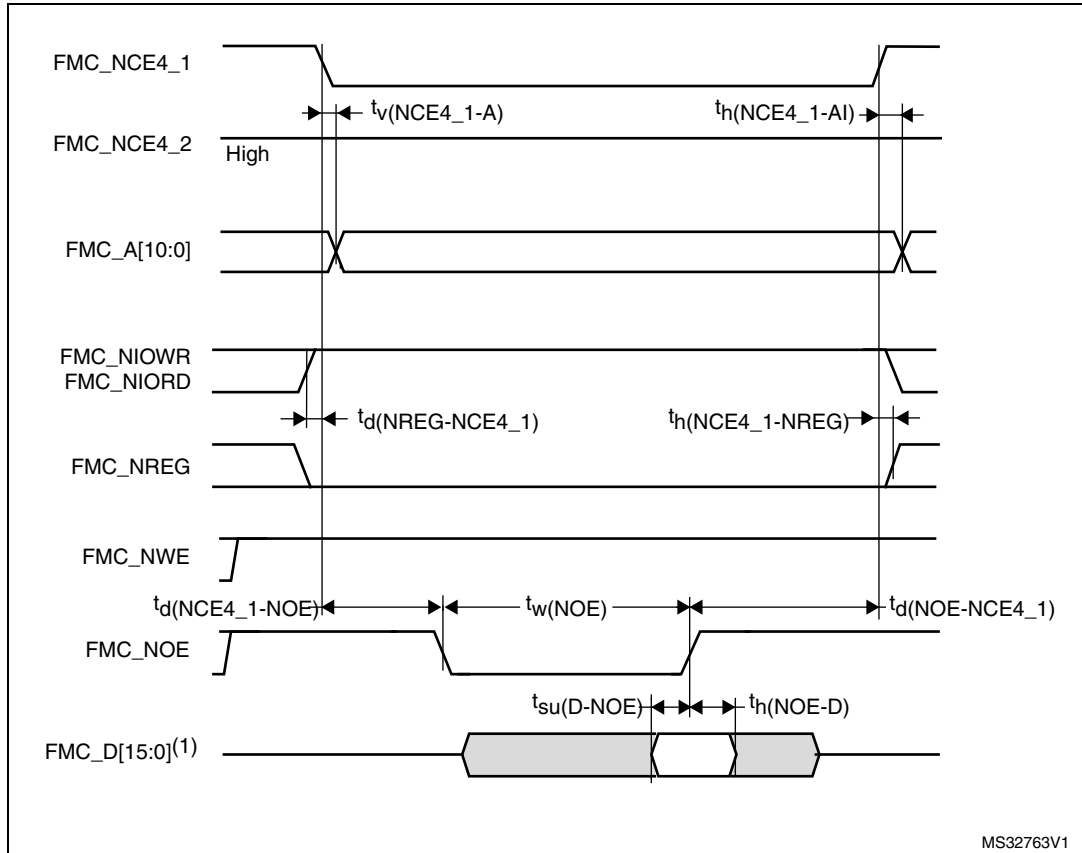 FMC_NCE4_1
tv(NCE4_1-A)
th(NCE4_1-AI)
FMC_NCE4_2
High
FMC_A[10:0]
FMC_NIOWR
FMC_NIORD
td(NREG-NCE4_1)
th(NCE4_1-NREG)
FMC_NREG
FMC_NWE
td(NCE4_1-NOE)
tw(NOE)
td(NOE-NCE4_1)
FMC_NOE
tsu(D-NOE)
th(NOE-D)
FMC_D[15:0](1)
MS32763V1